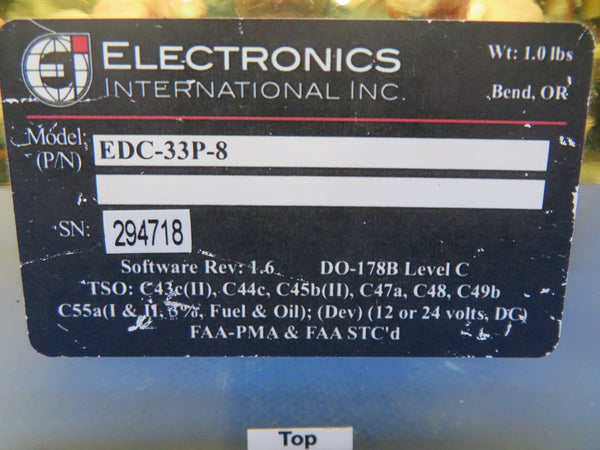 Ei ELECTRONICS Wt: 1.0 lbs
INTERNATIONAL INC. Bend, OR
Model: EDC-33P-8
(P/N)
SN: 294718
Software Rev: 1.6 DO-178B Level C
TSO: C43c(II), C44c, C45b(II), C47a, C48, C49b
C55a(I & II, 3%, Fuel & Oil); (Dev) (12 or 24 volts, DC)
FAA-PMA & FAA STC'd
Top